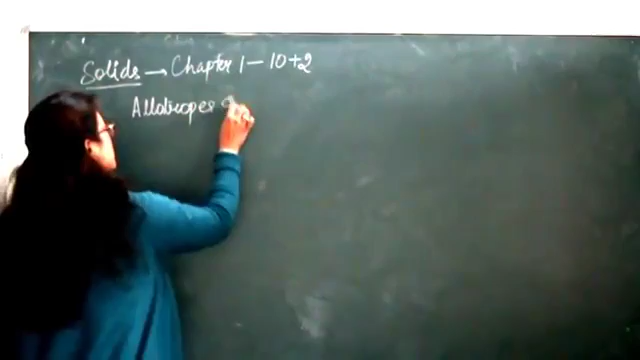 Solids → Chapter 1 – 10+2
Allotropes